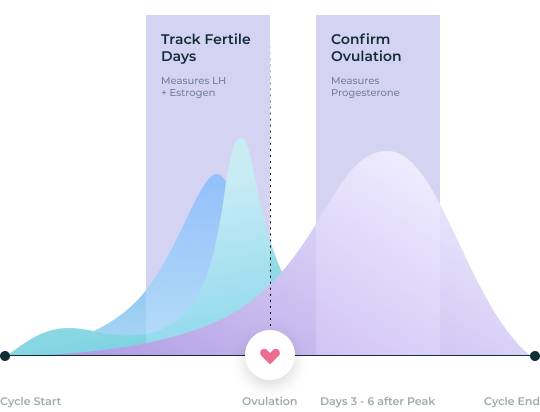 Track Fertile
Days
Measures LH
+ Estrogen
Confirm
Ovulation
Measures
Progesterone
Cycle Start
Ovulation
Days 3 - 6 after Peak
Cycle End